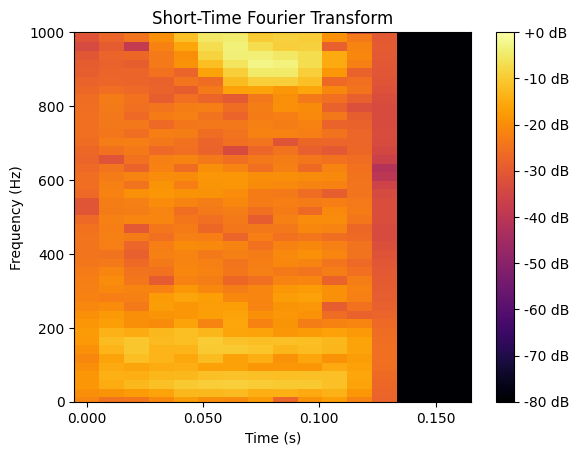 Short-Time Fourier Transform
Frequency (Hz)
1000
800
600
400
200
0
0.000 0.050 0.100 0.150
Time (s)
+0 dB
-10 dB
-20 dB
-30 dB
-40 dB
-50 dB
-60 dB
-70 dB
-80 dB